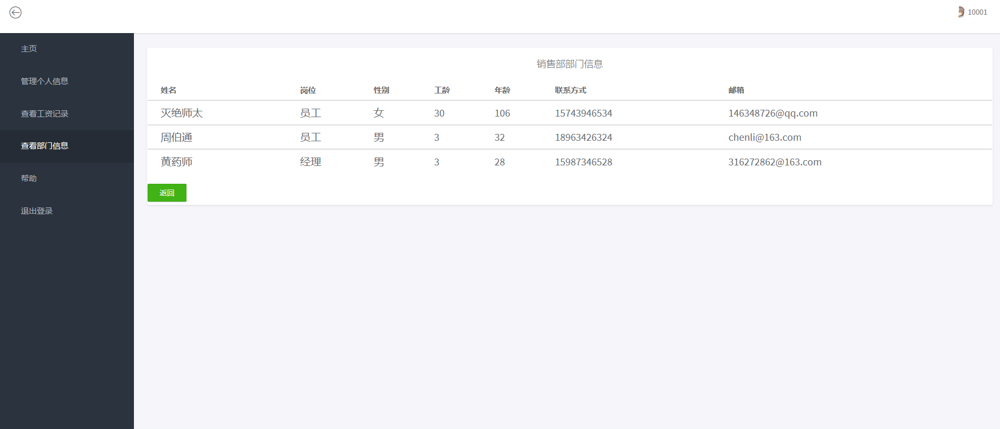 10001
主页
管理个人信息
查看工资记录
查看部门信息
帮助
退出登录
销售部部门信息
姓名 岗位 性别 工龄 年龄 联系方式 邮箱
灭绝师太 员工 女 30 106 15743946534 146348726@qq.com
周伯通 员工 男 3 32 18963426324 chenli@163.com
黄药师 经理 男 3 28 15987346528 316272862@163.com
返回